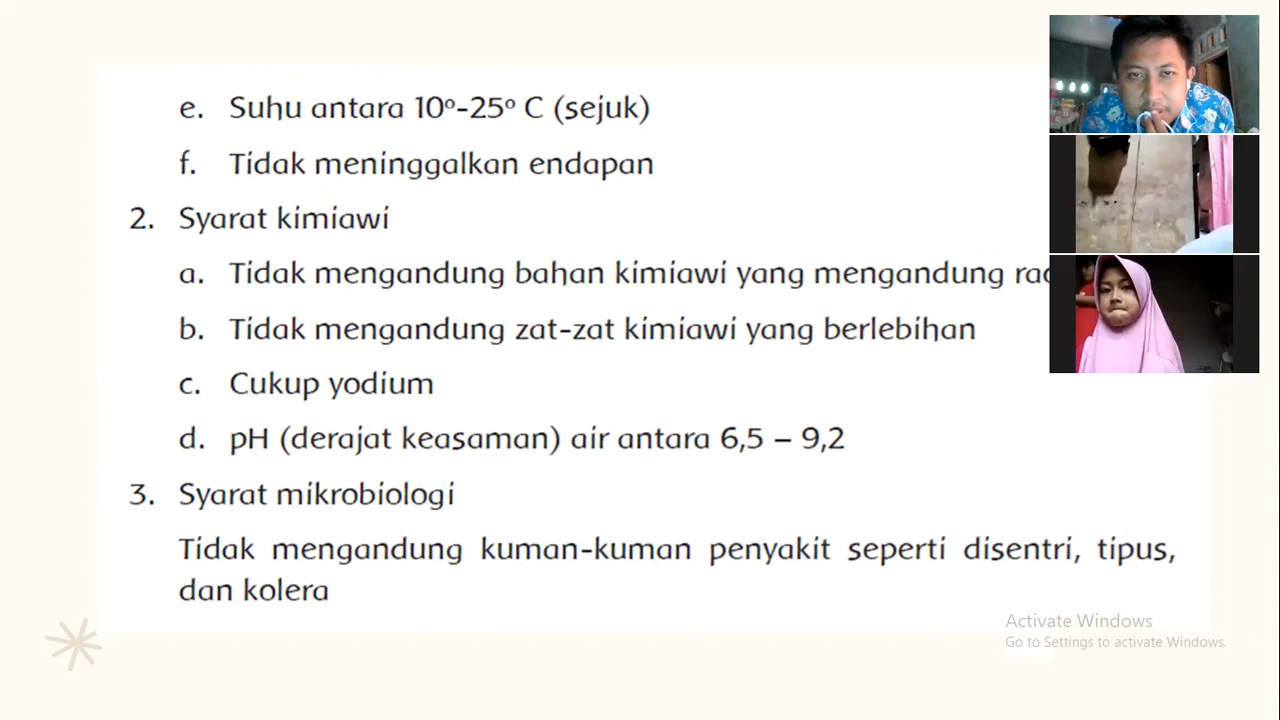 e. Suhu antara 10º-25º C (sejuk)
f. Tidak meninggalkan endapan
2. Syarat kimiawi
a. Tidak mengandung bahan kimiawi yang mengandung
b. Tidak mengandung zat-zat kimiawi yang berlebihan
c. Cukup yodium
d. pH (derajat keasaman) air antara 6,5 – 9,2
3. Syarat mikrobiologi
Tidak mengandung kuman-kuman penyakit seperti disentri, tipus,
dan kolera
Activate Windows
Go to Settings to activate Windows.